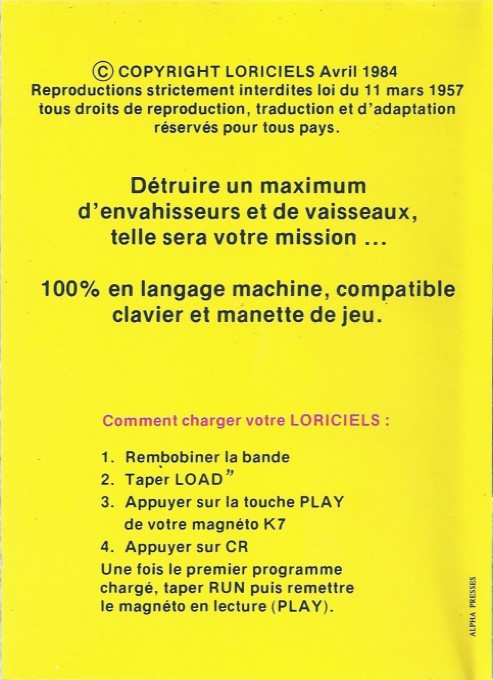 © COPYRIGHT LORICIELS Avril 1984
Reproductions strictement interdites loi du 11 mars 1957
tous droits de reproduction, traduction et d'adaptation
réservés pour tous pays.
Détruire un maximum
d'envahisseurs et de vaisseaux,
telle sera votre mission ...
100% en langage machine, compatible
clavier et manette de jeu.
Comment charger votre LORICIELS :
1. Rembobiner la bande
2. Taper LOAD”
3. Appuyer sur la touche PLAY
de votre magnéto K7
4. Appuyer sur CR
Une fois le premier programme
chargé, taper RUN puis remettre
le magnéto en lecture (PLAY).
ALPHA PRESSES